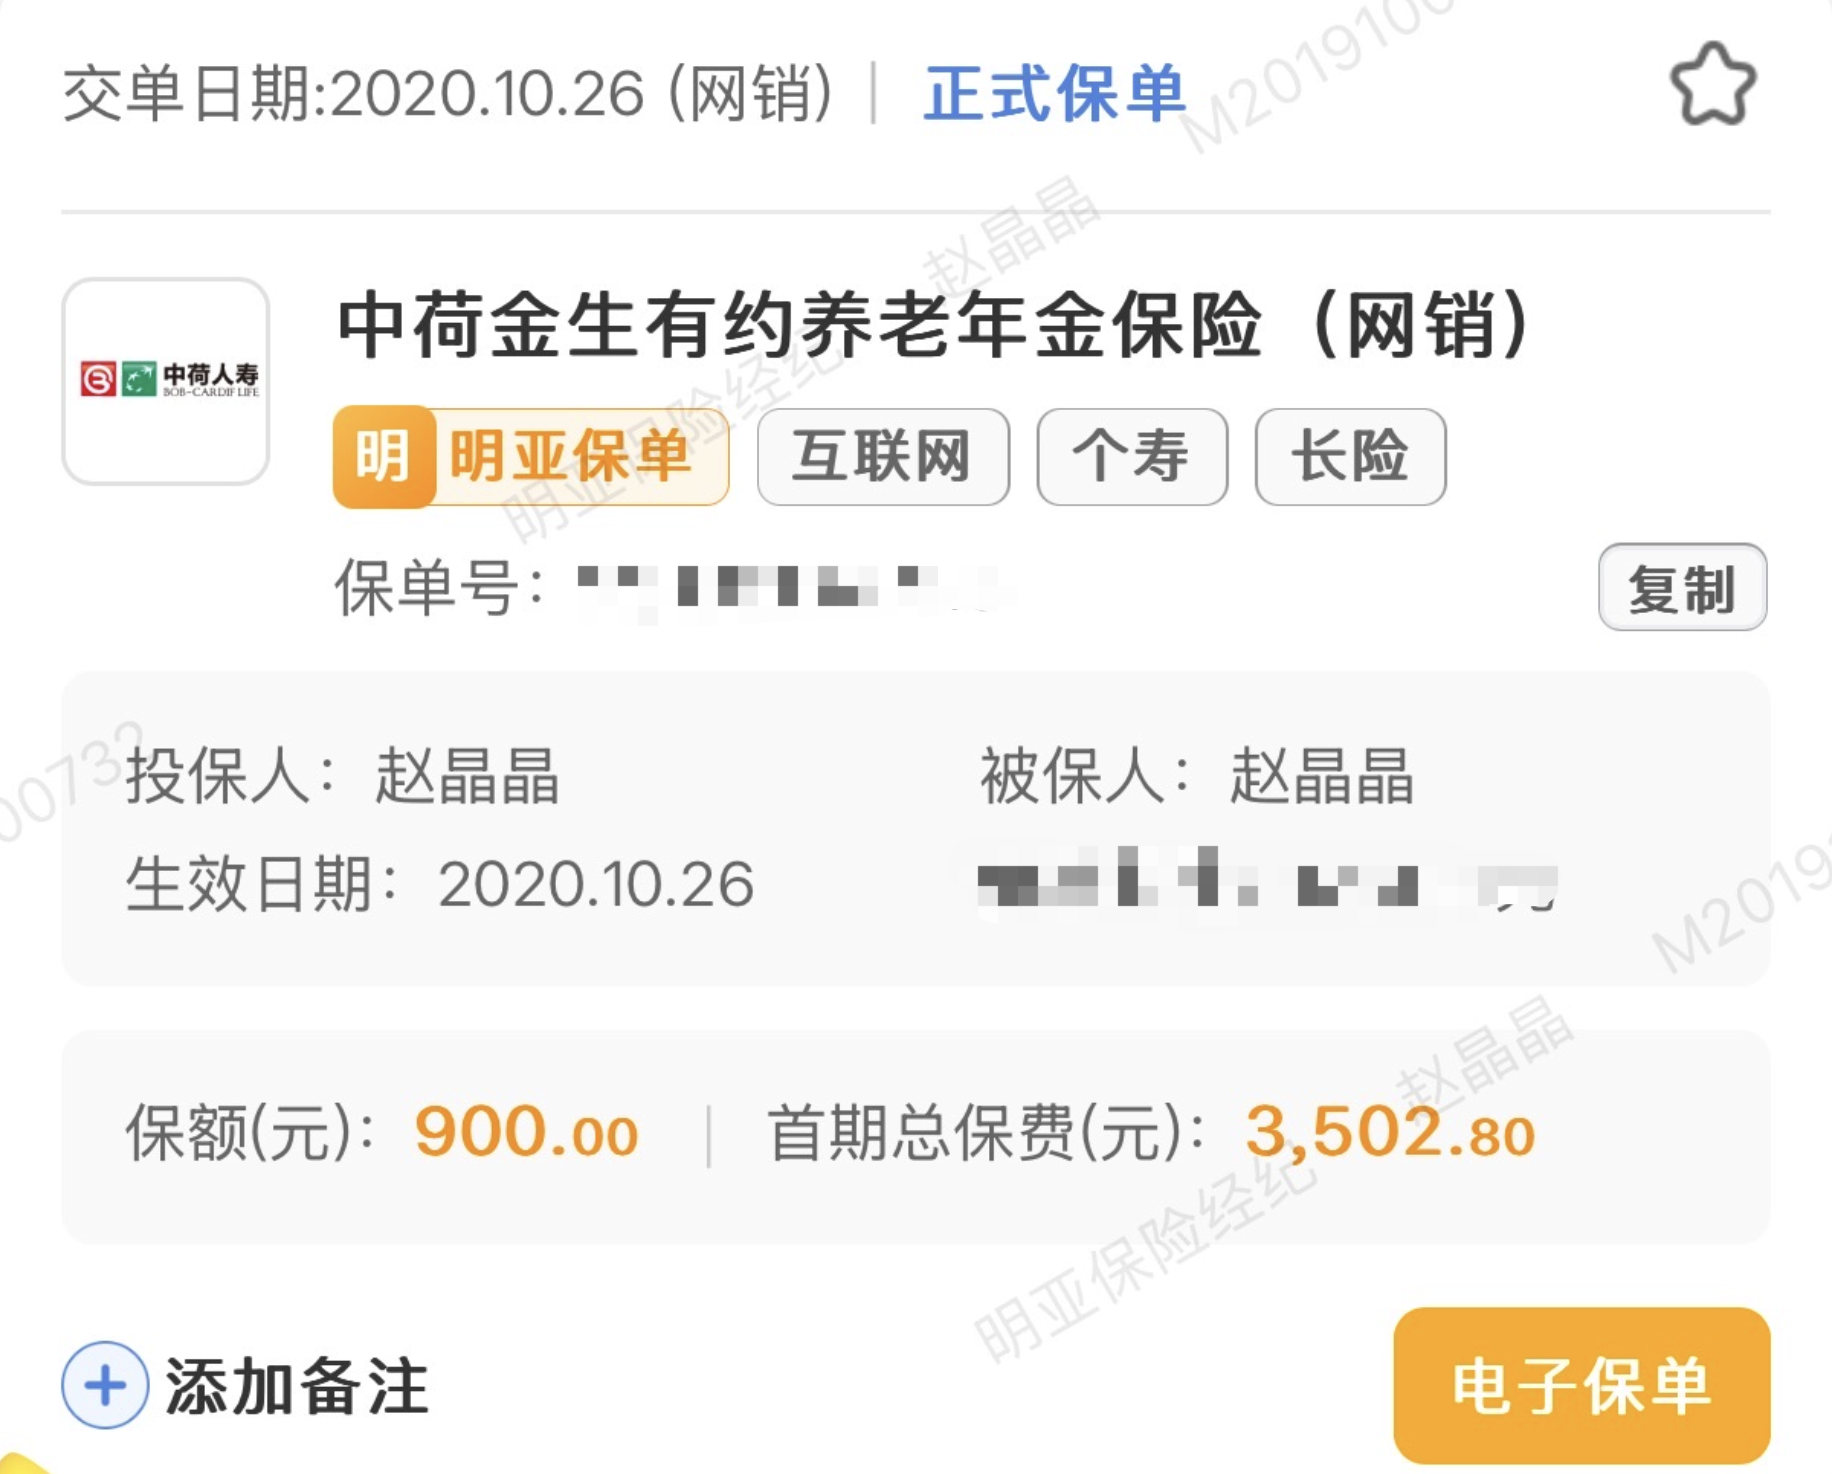 交单日期:2020.10.26 (网销) | 正式保单
中荷金生有约养老年金保险（网销）
中荷人寿
BOB-CARDIF LIFE
明 明亚保单 互联网 个寿 长险
保单号：
复制
投保人：赵晶晶 被保人：赵晶晶
生效日期：2020.10.26
保额(元)：900.00 | 首期总保费(元)：3,502.80
添加备注
电子保单
M2019100
赵晶晶
明亚保险经纪
00732
M2019
赵晶晶
明亚保险经纪